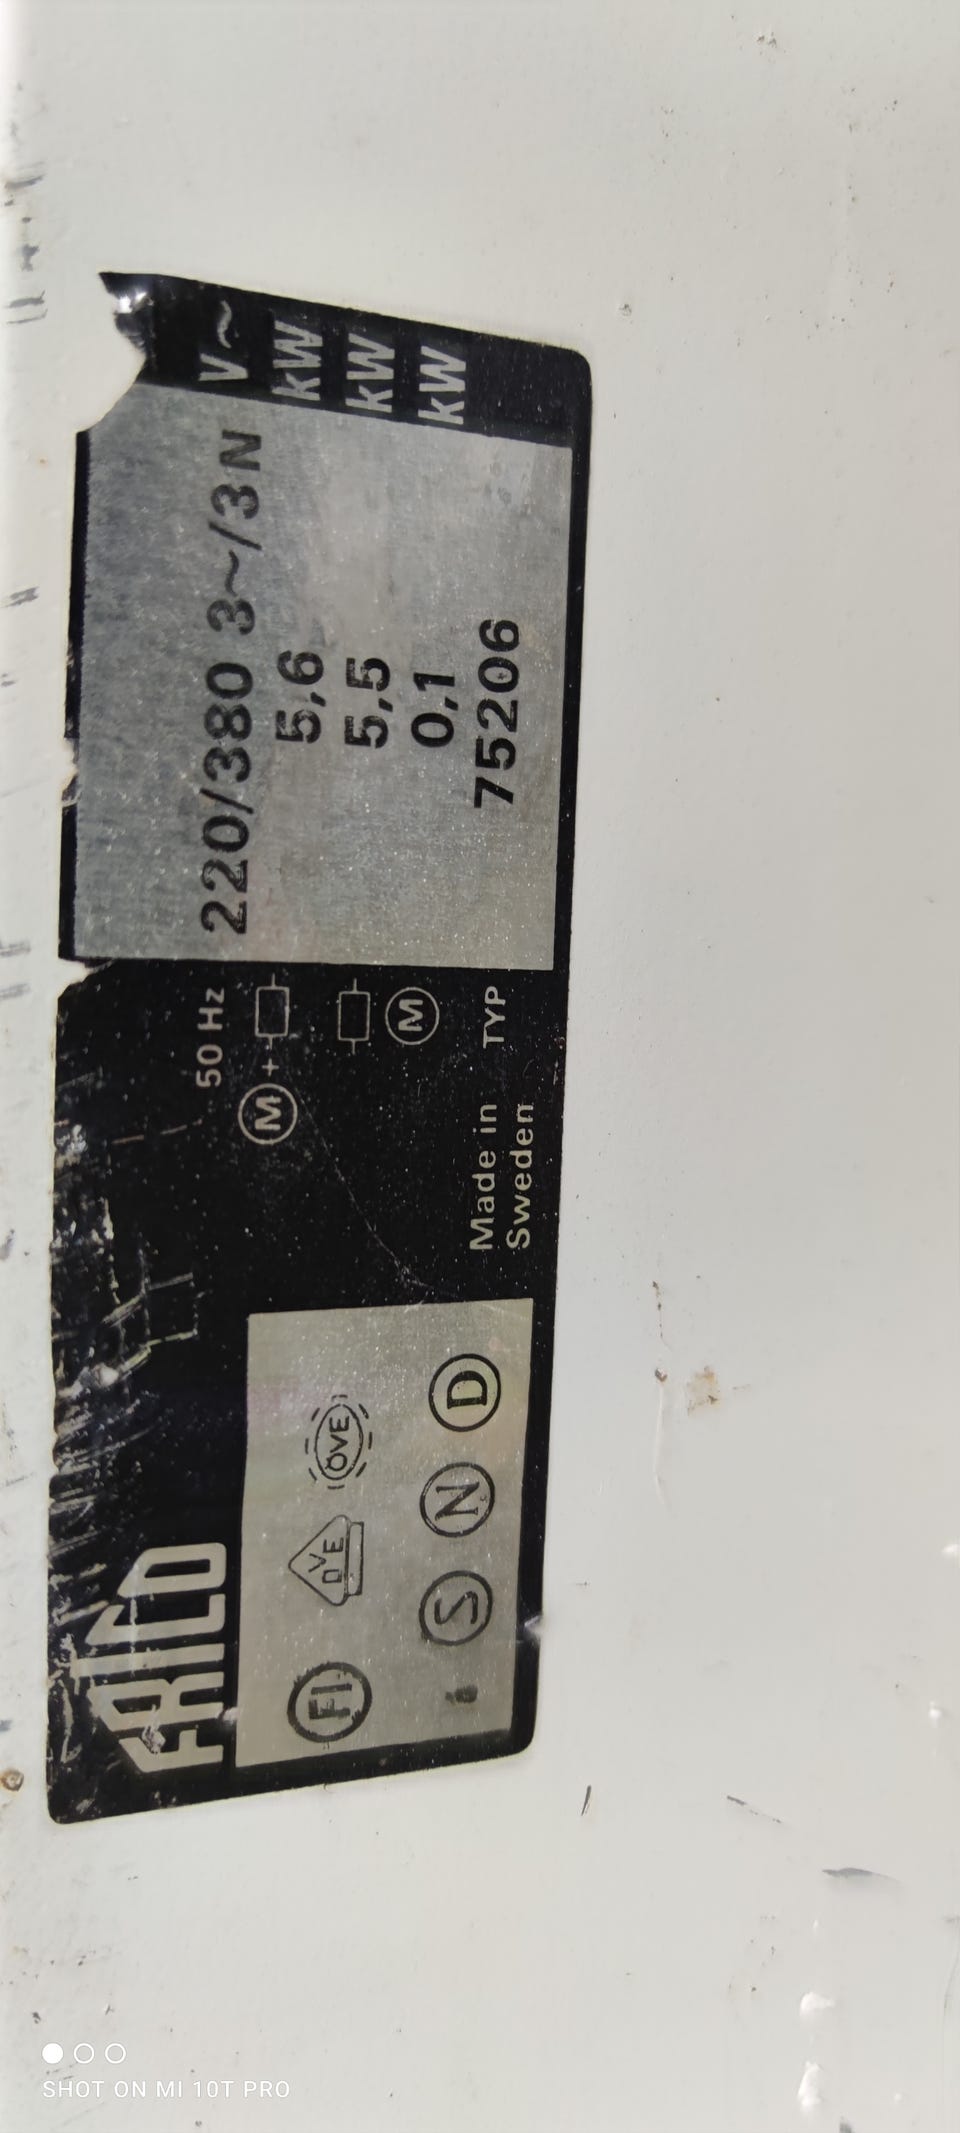 FRICO
50 Hz 220/380 3~/3N V~
M + 5,6 kW
5,5 kW
M 0,1 kW
Made in
Sweden
TYP 75206
FI DVE ÖVE
S N D
SHOT ON MI 10T PRO